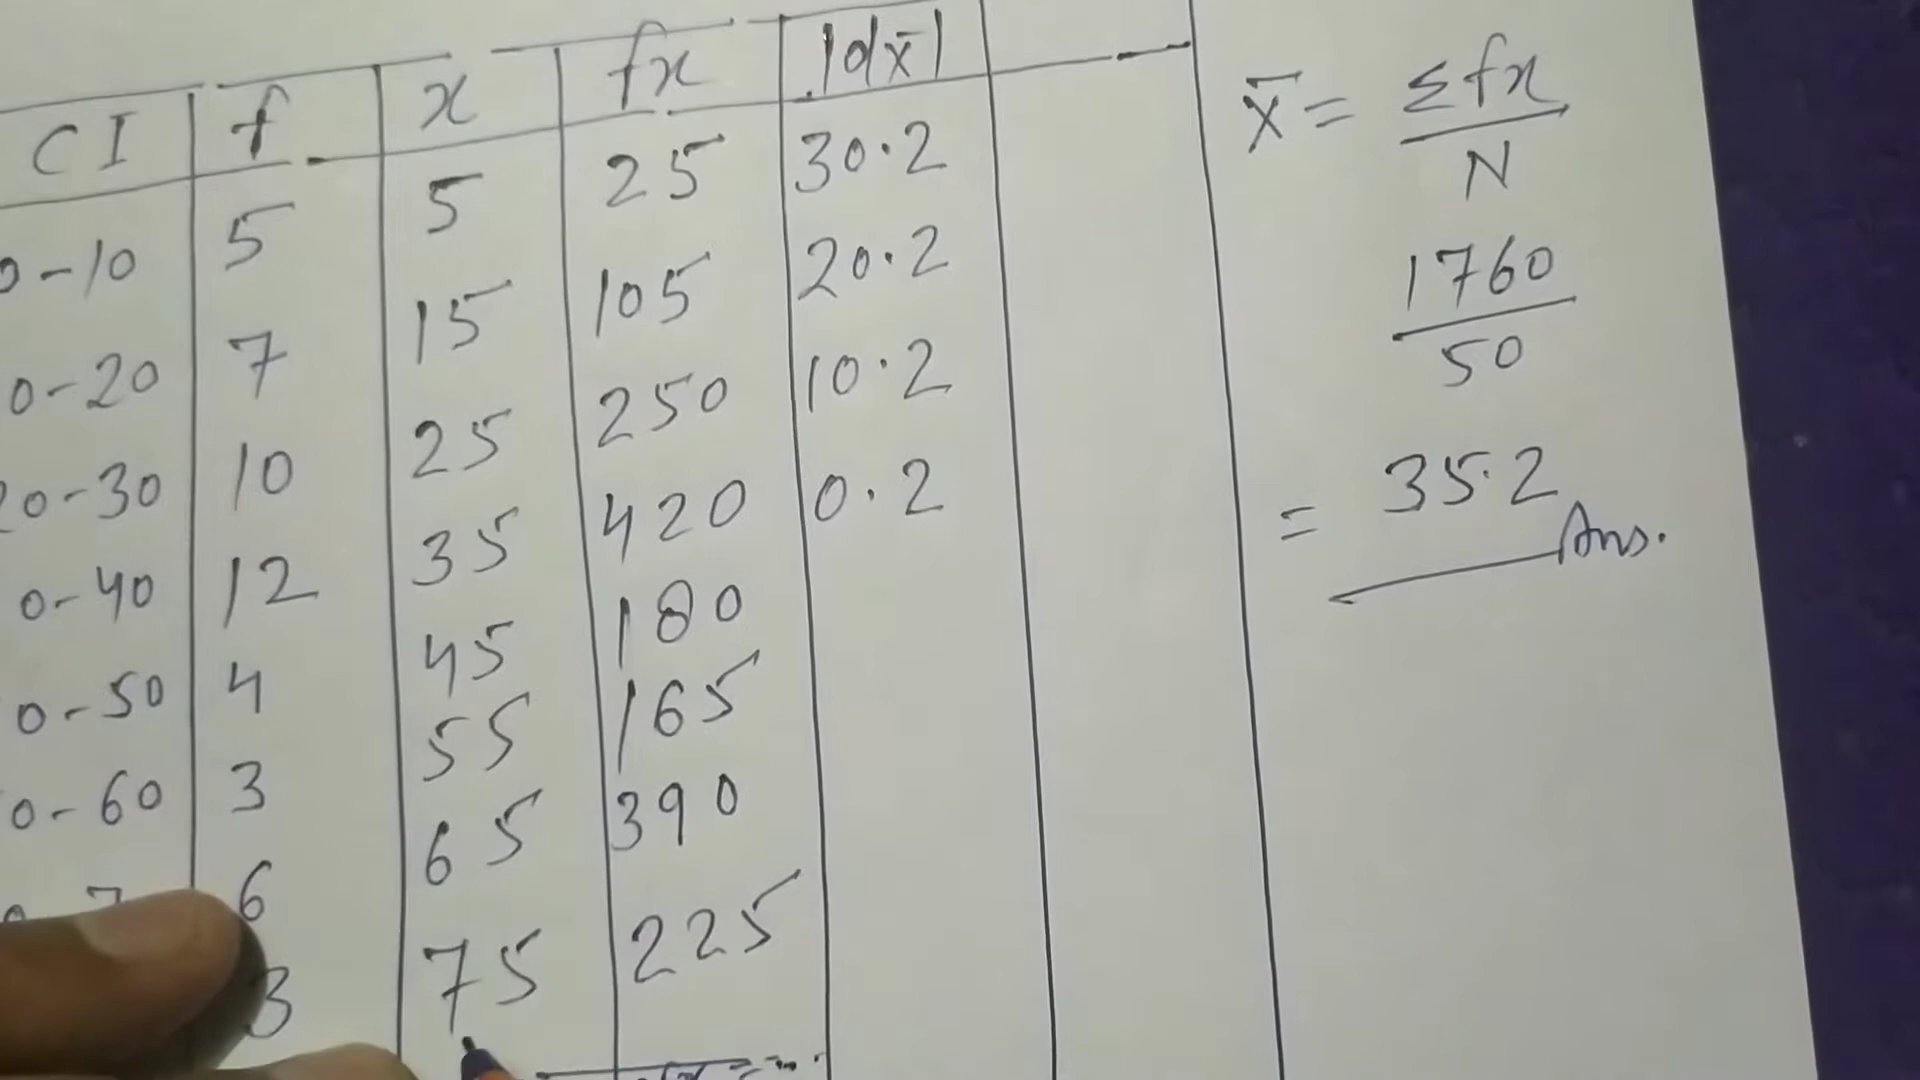 CI f x fx |dx̄|
0-10 5 5 25 30.2
0-20 7 15 105 20.2
20-30 10 25 250 10.2
0-40 12 35 420 0.2
0-50 4 45 180
0-60 3 55 165
6 65 390
3 75 225
x̄ = Σfx
N
1760
50
= 35.2 Ans.